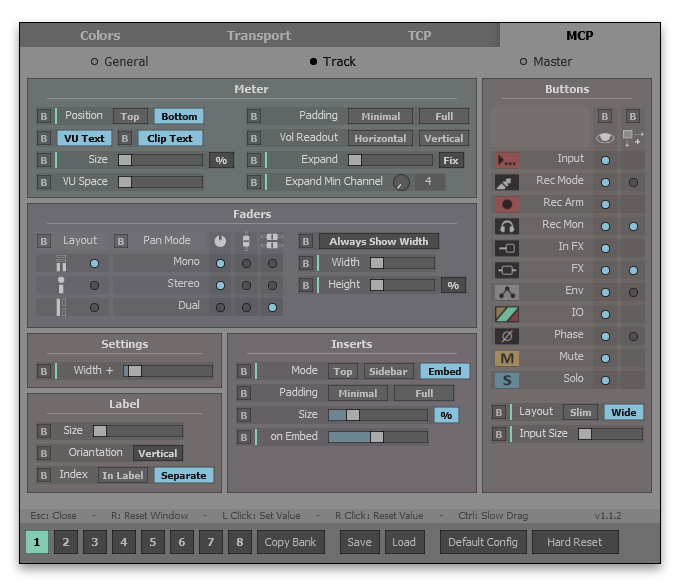 Colors Transport TCP MCP
General Track Master
Meter
B Position Top Bottom B Padding Minimal Full
B VU Text B Clip Text B Vol Readout Horizontal Vertical
B Size % B Expand Fix
B VU Space B Expand Min Channel 4
Faders
B Layout B Pan Mode B Always Show Width
Mono B Width
Stereo B Height %
Dual
Settings
B Width +
Label
B Size
B Oriantation Vertical
B Index In Label Separate
Inserts
B Mode Top Sidebar Embed
B Padding Minimal Full
B Size %
B on Embed
Buttons
B B
Input
Rec Mode
Rec Arm
Rec Mon
In FX
FX
Env
IO
Phase
M Mute
S Solo
B Layout Slim Wide
B Input Size
Esc: Close - R: Reset Window - L Click: Set Value - R Click: Reset Value - Ctrl: Slow Drag v1.1.2
1 2 3 4 5 6 7 8 Copy Bank Save Load Default Config Hard Reset